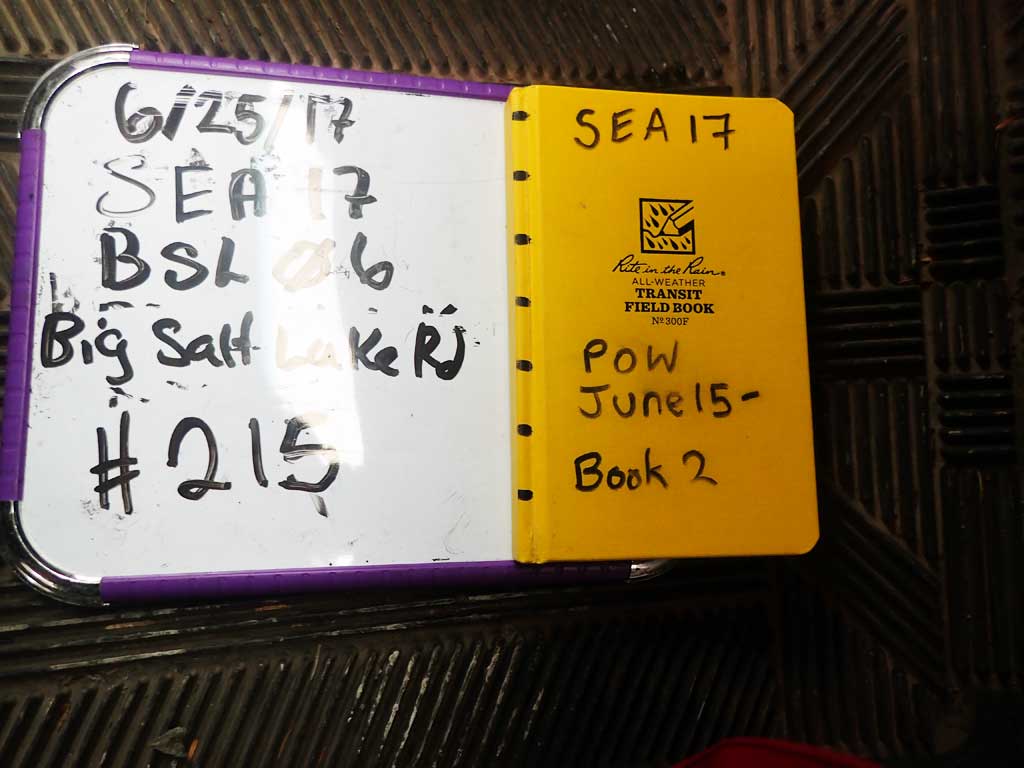 6/25/17
SEA 17
BSL 06
Big Salt Lake Rd
#215
SEA 17
Rite in the Rain®
ALL-WEATHER
TRANSIT
FIELD BOOK
Nº 300F
POW
June 15-
Book 2